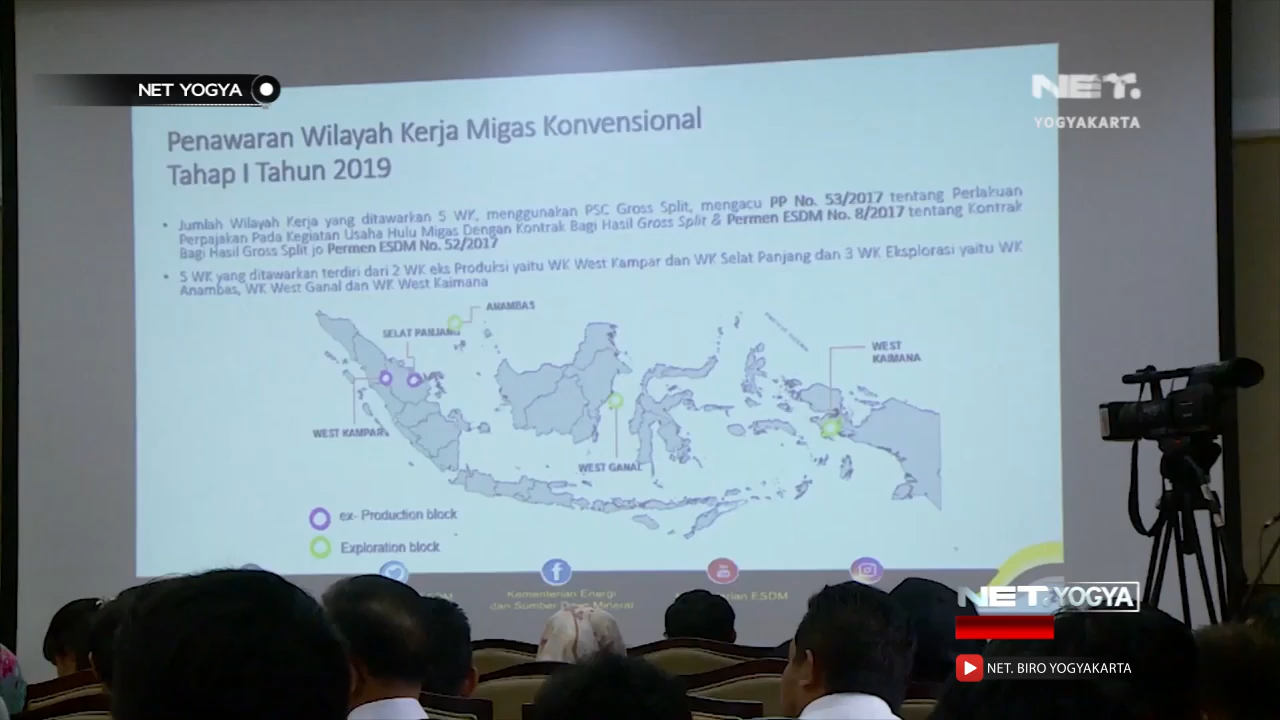 NET YOGYA
NET.
YOGYAKARTA
Penawaran Wilayah Kerja Migas Konvensional
Tahap I Tahun 2019
• Jumlah Wilayah Kerja yang ditawarkan 5 WK, menggunakan PSC Gross Split, mengacu PP No. 53/2017 tentang Perlakuan
Perpajakan Pada Kegiatan Usaha Hulu Migas Dengan Kontrak Bagi Hasil Gross Split & Permen ESDM No. 8/2017 tentang Kontrak
Bagi Hasil Gross Split jo Permen ESDM No. 52/2017
• 5 WK yang ditawarkan terdiri dari 2 WK eks Produksi yaitu WK West Kampar dan WK Selat Panjang dan 3 WK Eksplorasi yaitu WK
Anambas, WK West Ganal dan WK West Kaimana
ANAMBAS
SELAT PANJANG
WEST
KAIMANA
WEST KAMPAR
WEST GANAL
ex- Production block
Exploration block
Kementerian Energi
dan Sumber Daya Mineral
ESDM
NET. YOGYA
NET. BIRO YOGYAKARTA